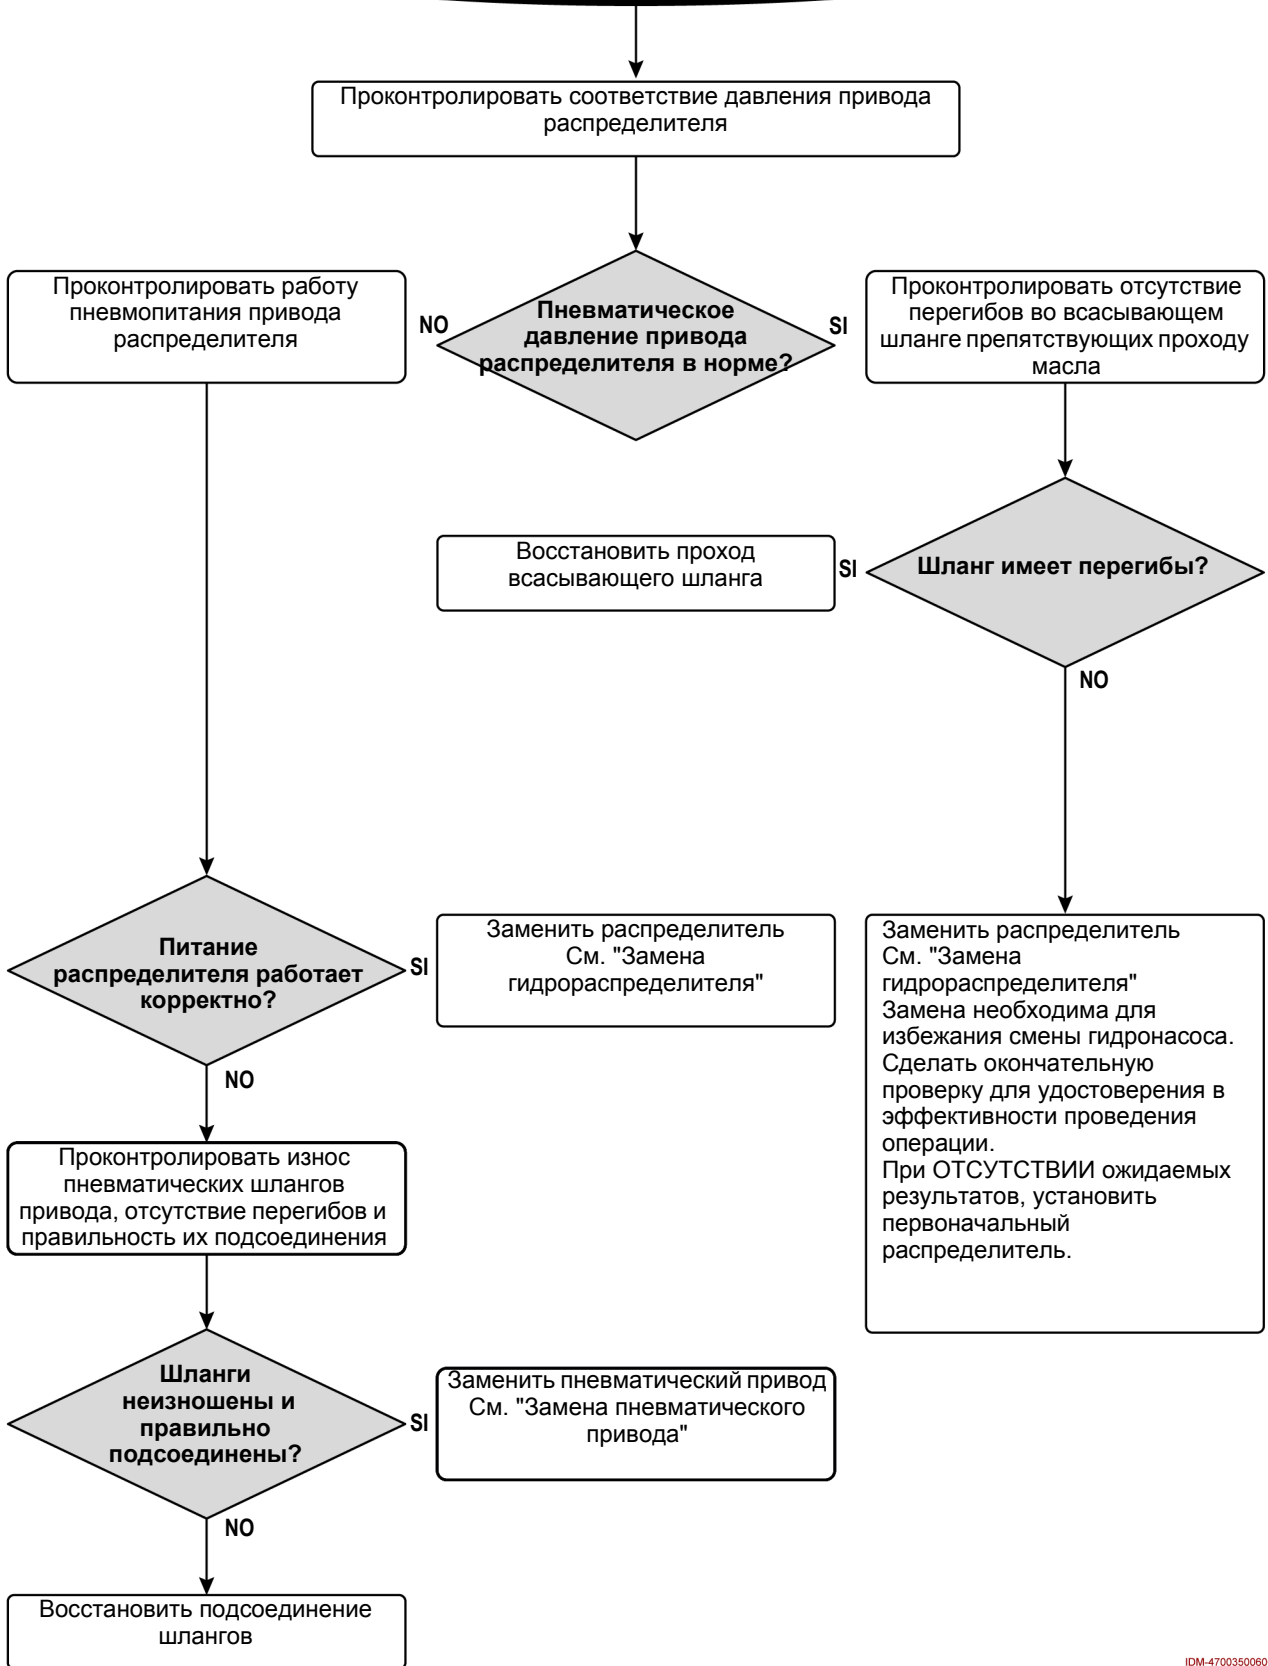 Проконтролировать соответствие давления привода
распределителя
Проконтролировать работу
пневмопитания привода
распределителя
NO
Пневматическое
давление привода
распределителя в норме?
SI
Проконтролировать отсутствие
перегибов во всасывающем
шланге препятствующих проходу
масла
Восстановить проход
всасывающего шланга
SI
Шланг имеет перегибы?
NO
Питание
распределителя работает
корректно?
SI
Заменить распределитель
См. "Замена
гидрораспределителя"
Заменить распределитель
См. "Замена
гидрораспределителя"
Замена необходима для
избежания смены гидронасоса.
Сделать окончательную
проверку для удостоверения в
эффективности проведения
операции.
При ОТСУТСТВИИ ожидаемых
результатов, установить
первоначальный
распределитель.
NO
Проконтролировать износ
пневматических шлангов
привода, отсутствие перегибов и
правильность их подсоединения
Шланги
неизношены и
правильно
подсоединены?
SI
Заменить пневматический привод
См. "Замена пневматического
привода"
NO
Восстановить подсоединение
шлангов
IDM-4700350060